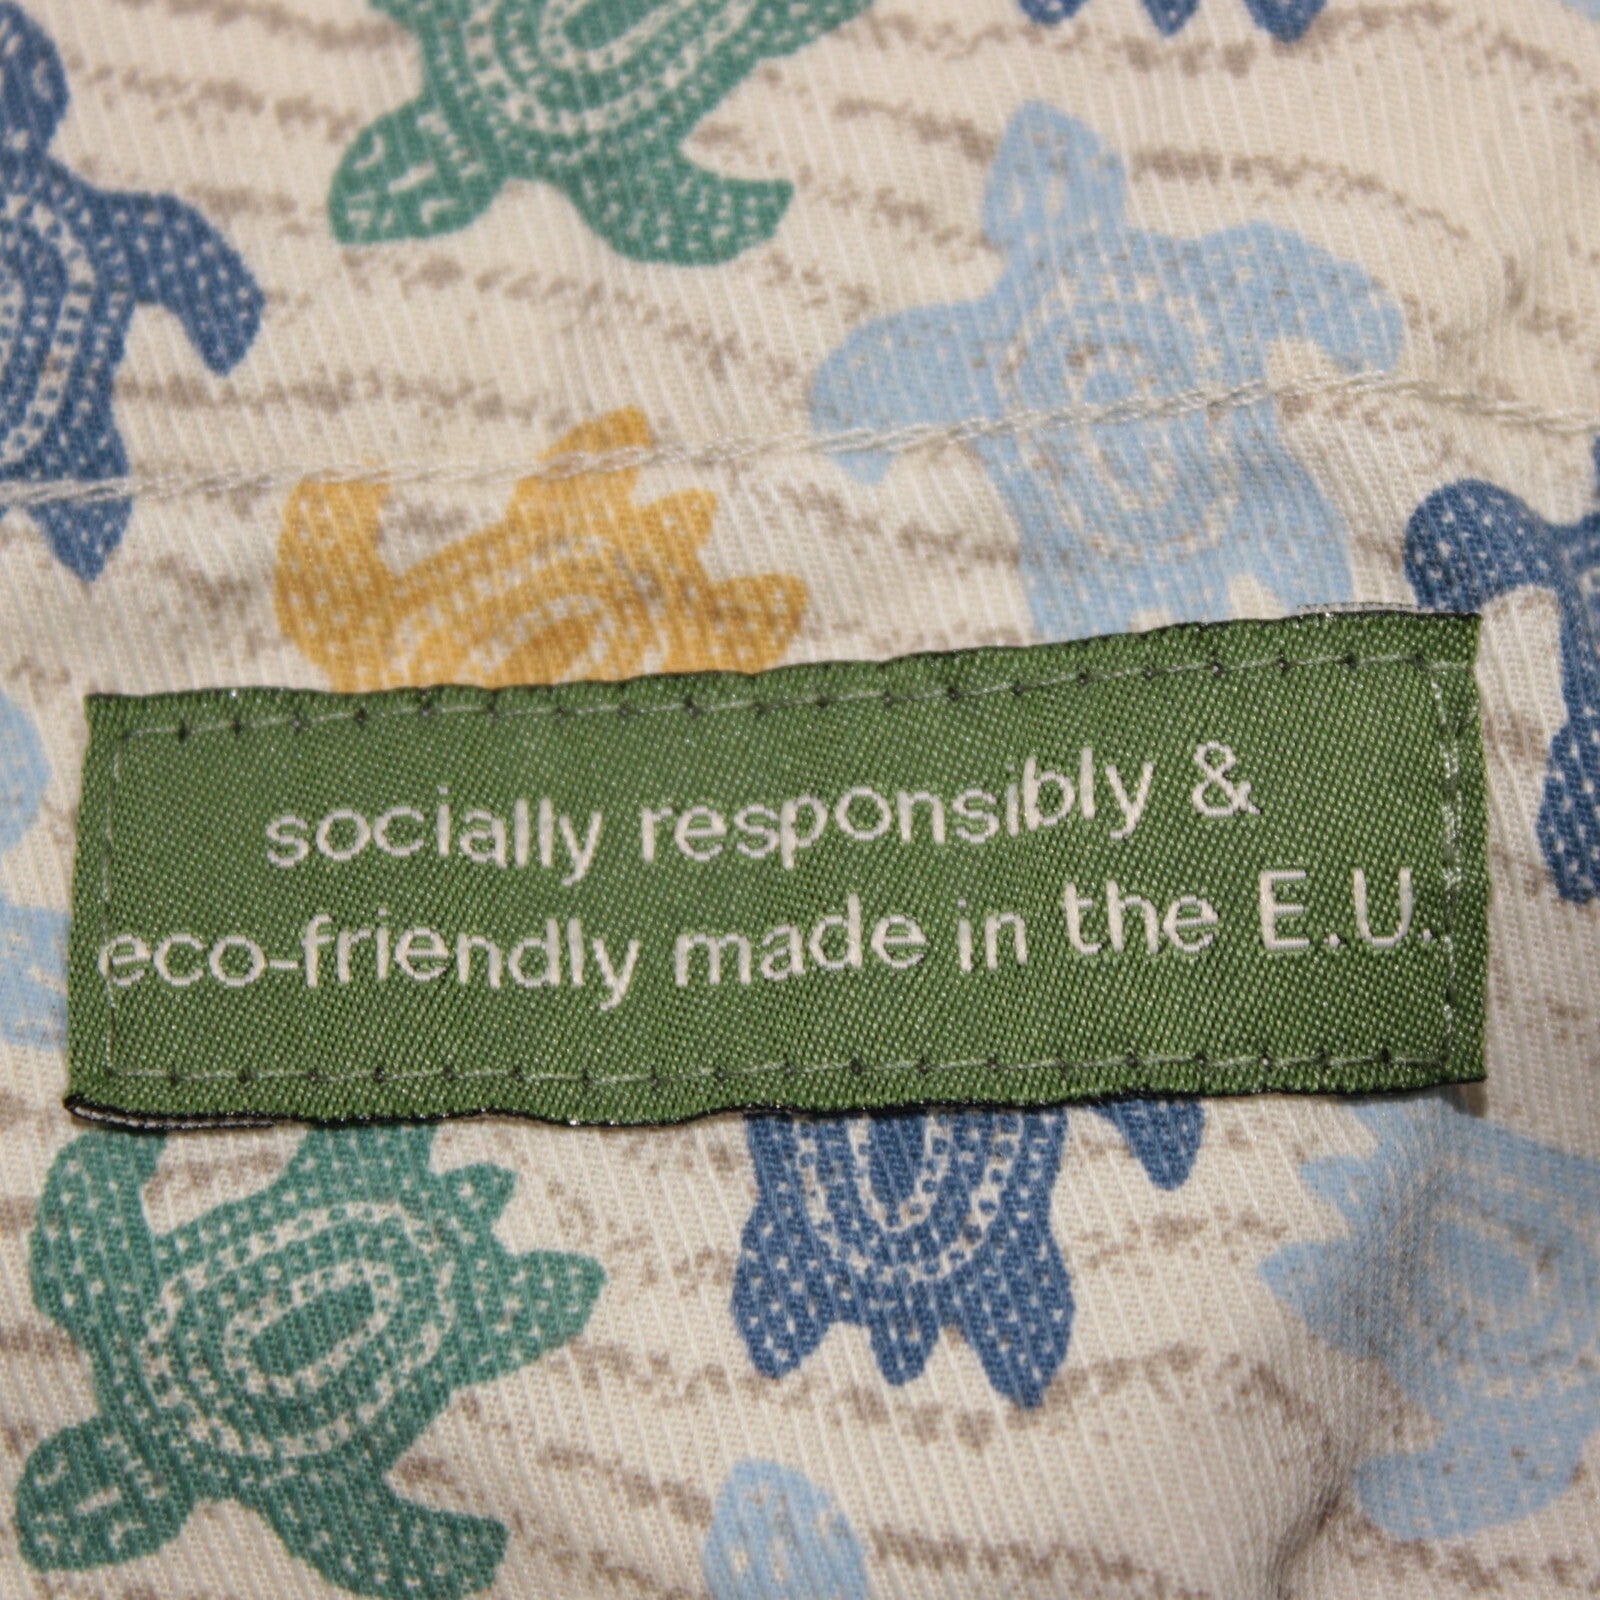 socially responsibly &
eco-friendly made in the E.U.